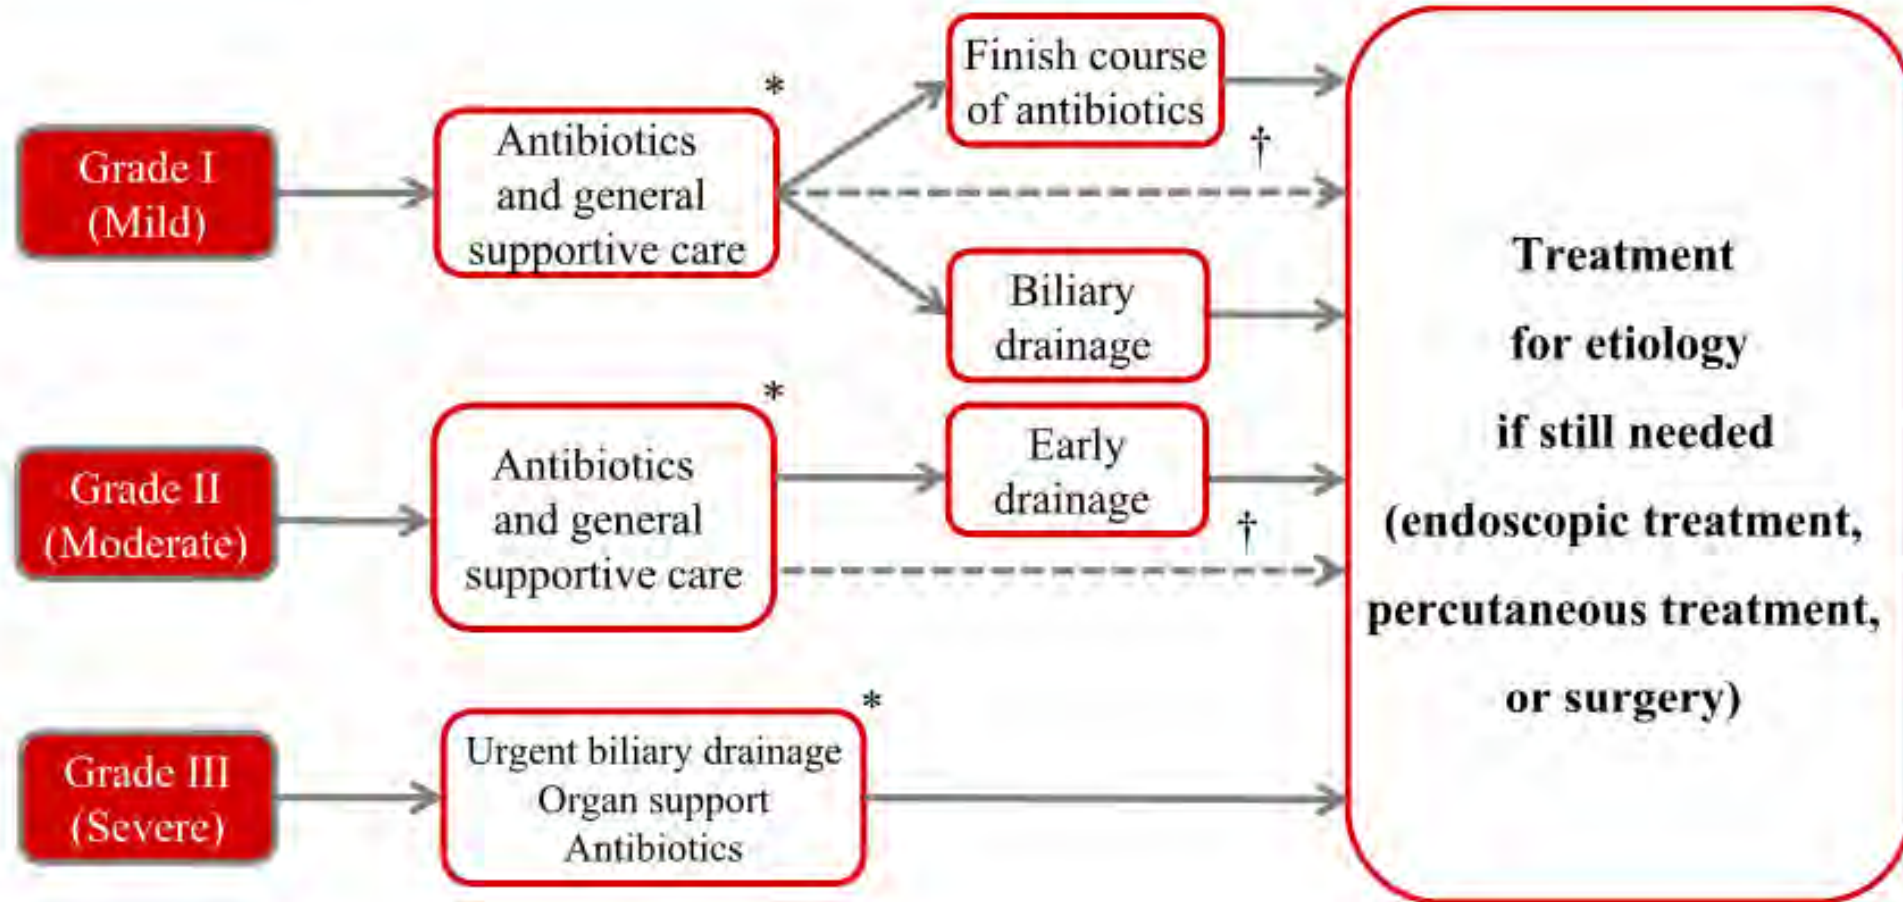 Grade I
(Mild)
*
Antibiotics
and general
supportive care
Finish course
of antibiotics
†
Biliary
drainage
Grade II
(Moderate)
*
Antibiotics
and general
supportive care
Early
drainage
†
Grade III
(Severe)
*
Urgent biliary drainage
Organ support
Antibiotics
Treatment
for etiology
if still needed
(endoscopic treatment,
percutaneous treatment,
or surgery)